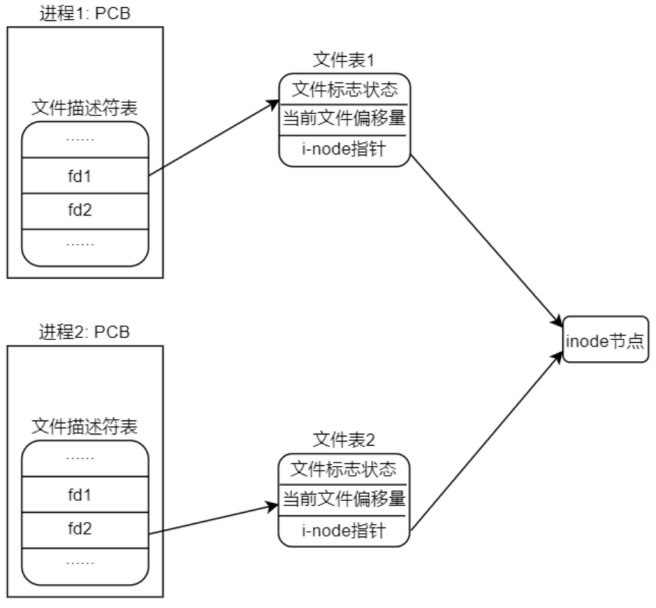 进程1: PCB
文件描述符表
......
fd1
fd2
......
文件表1
文件标志状态
当前文件偏移量
i-node指针
inode节点
进程2: PCB
文件描述符表
......
fd1
fd2
......
文件表2
文件标志状态
当前文件偏移量
i-node指针